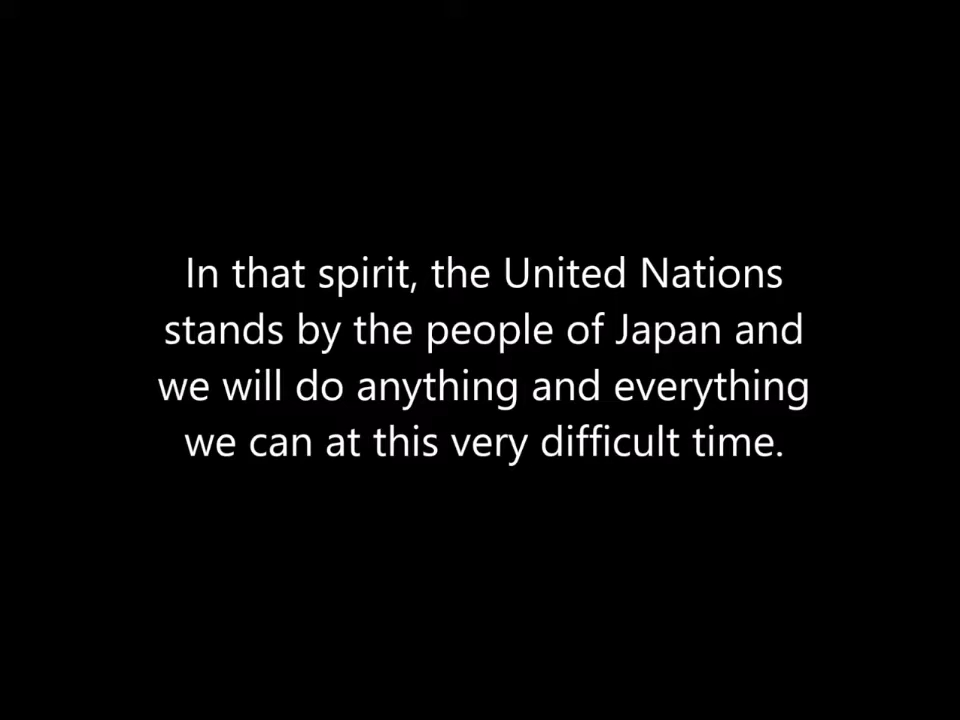 In that spirit, the United Nations
stands by the people of Japan and
we will do anything and everything
we can at this very difficult time.